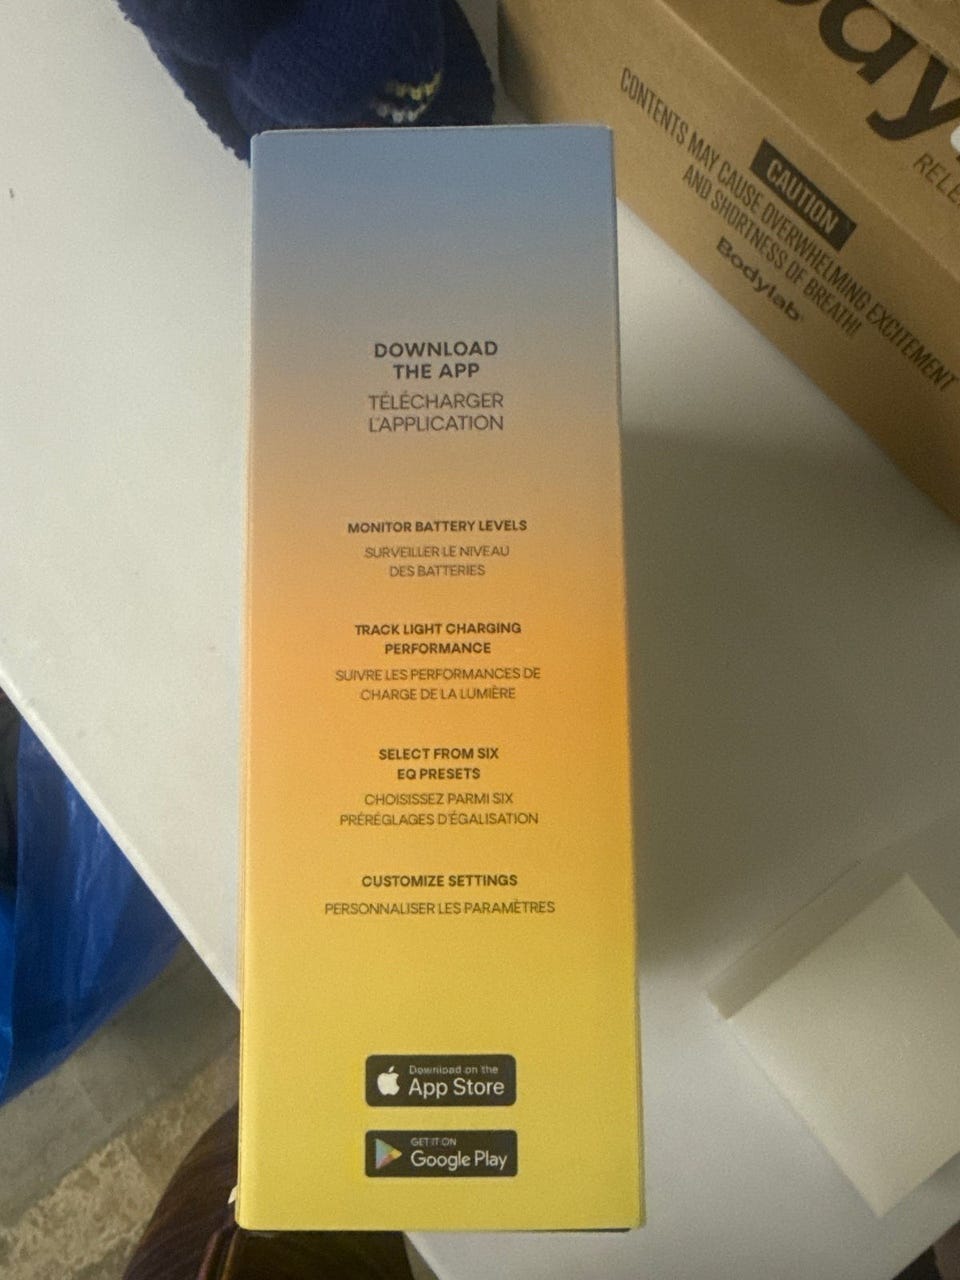 DOWNLOAD
THE APP
TÉLÉCHARGER
L'APPLICATION
MONITOR BATTERY LEVELS
SURVEILLER LE NIVEAU
DES BATTERIES
TRACK LIGHT CHARGING
PERFORMANCE
SUIVRE LES PERFORMANCES DE
CHARGE DE LA LUMIÈRE
SELECT FROM SIX
EQ PRESETS
CHOISISSEZ PARMI SIX
PRÉRÉGLAGES D'ÉGALISATION
CUSTOMIZE SETTINGS
PERSONNALISER LES PARAMÈTRES
Download on the
App Store
GET IT ON
Google Play
CAUTION
CONTENTS MAY CAUSE OVERWHELMING EXCITEMENT
AND SHORTNESS OF BREATH!
Bodylab